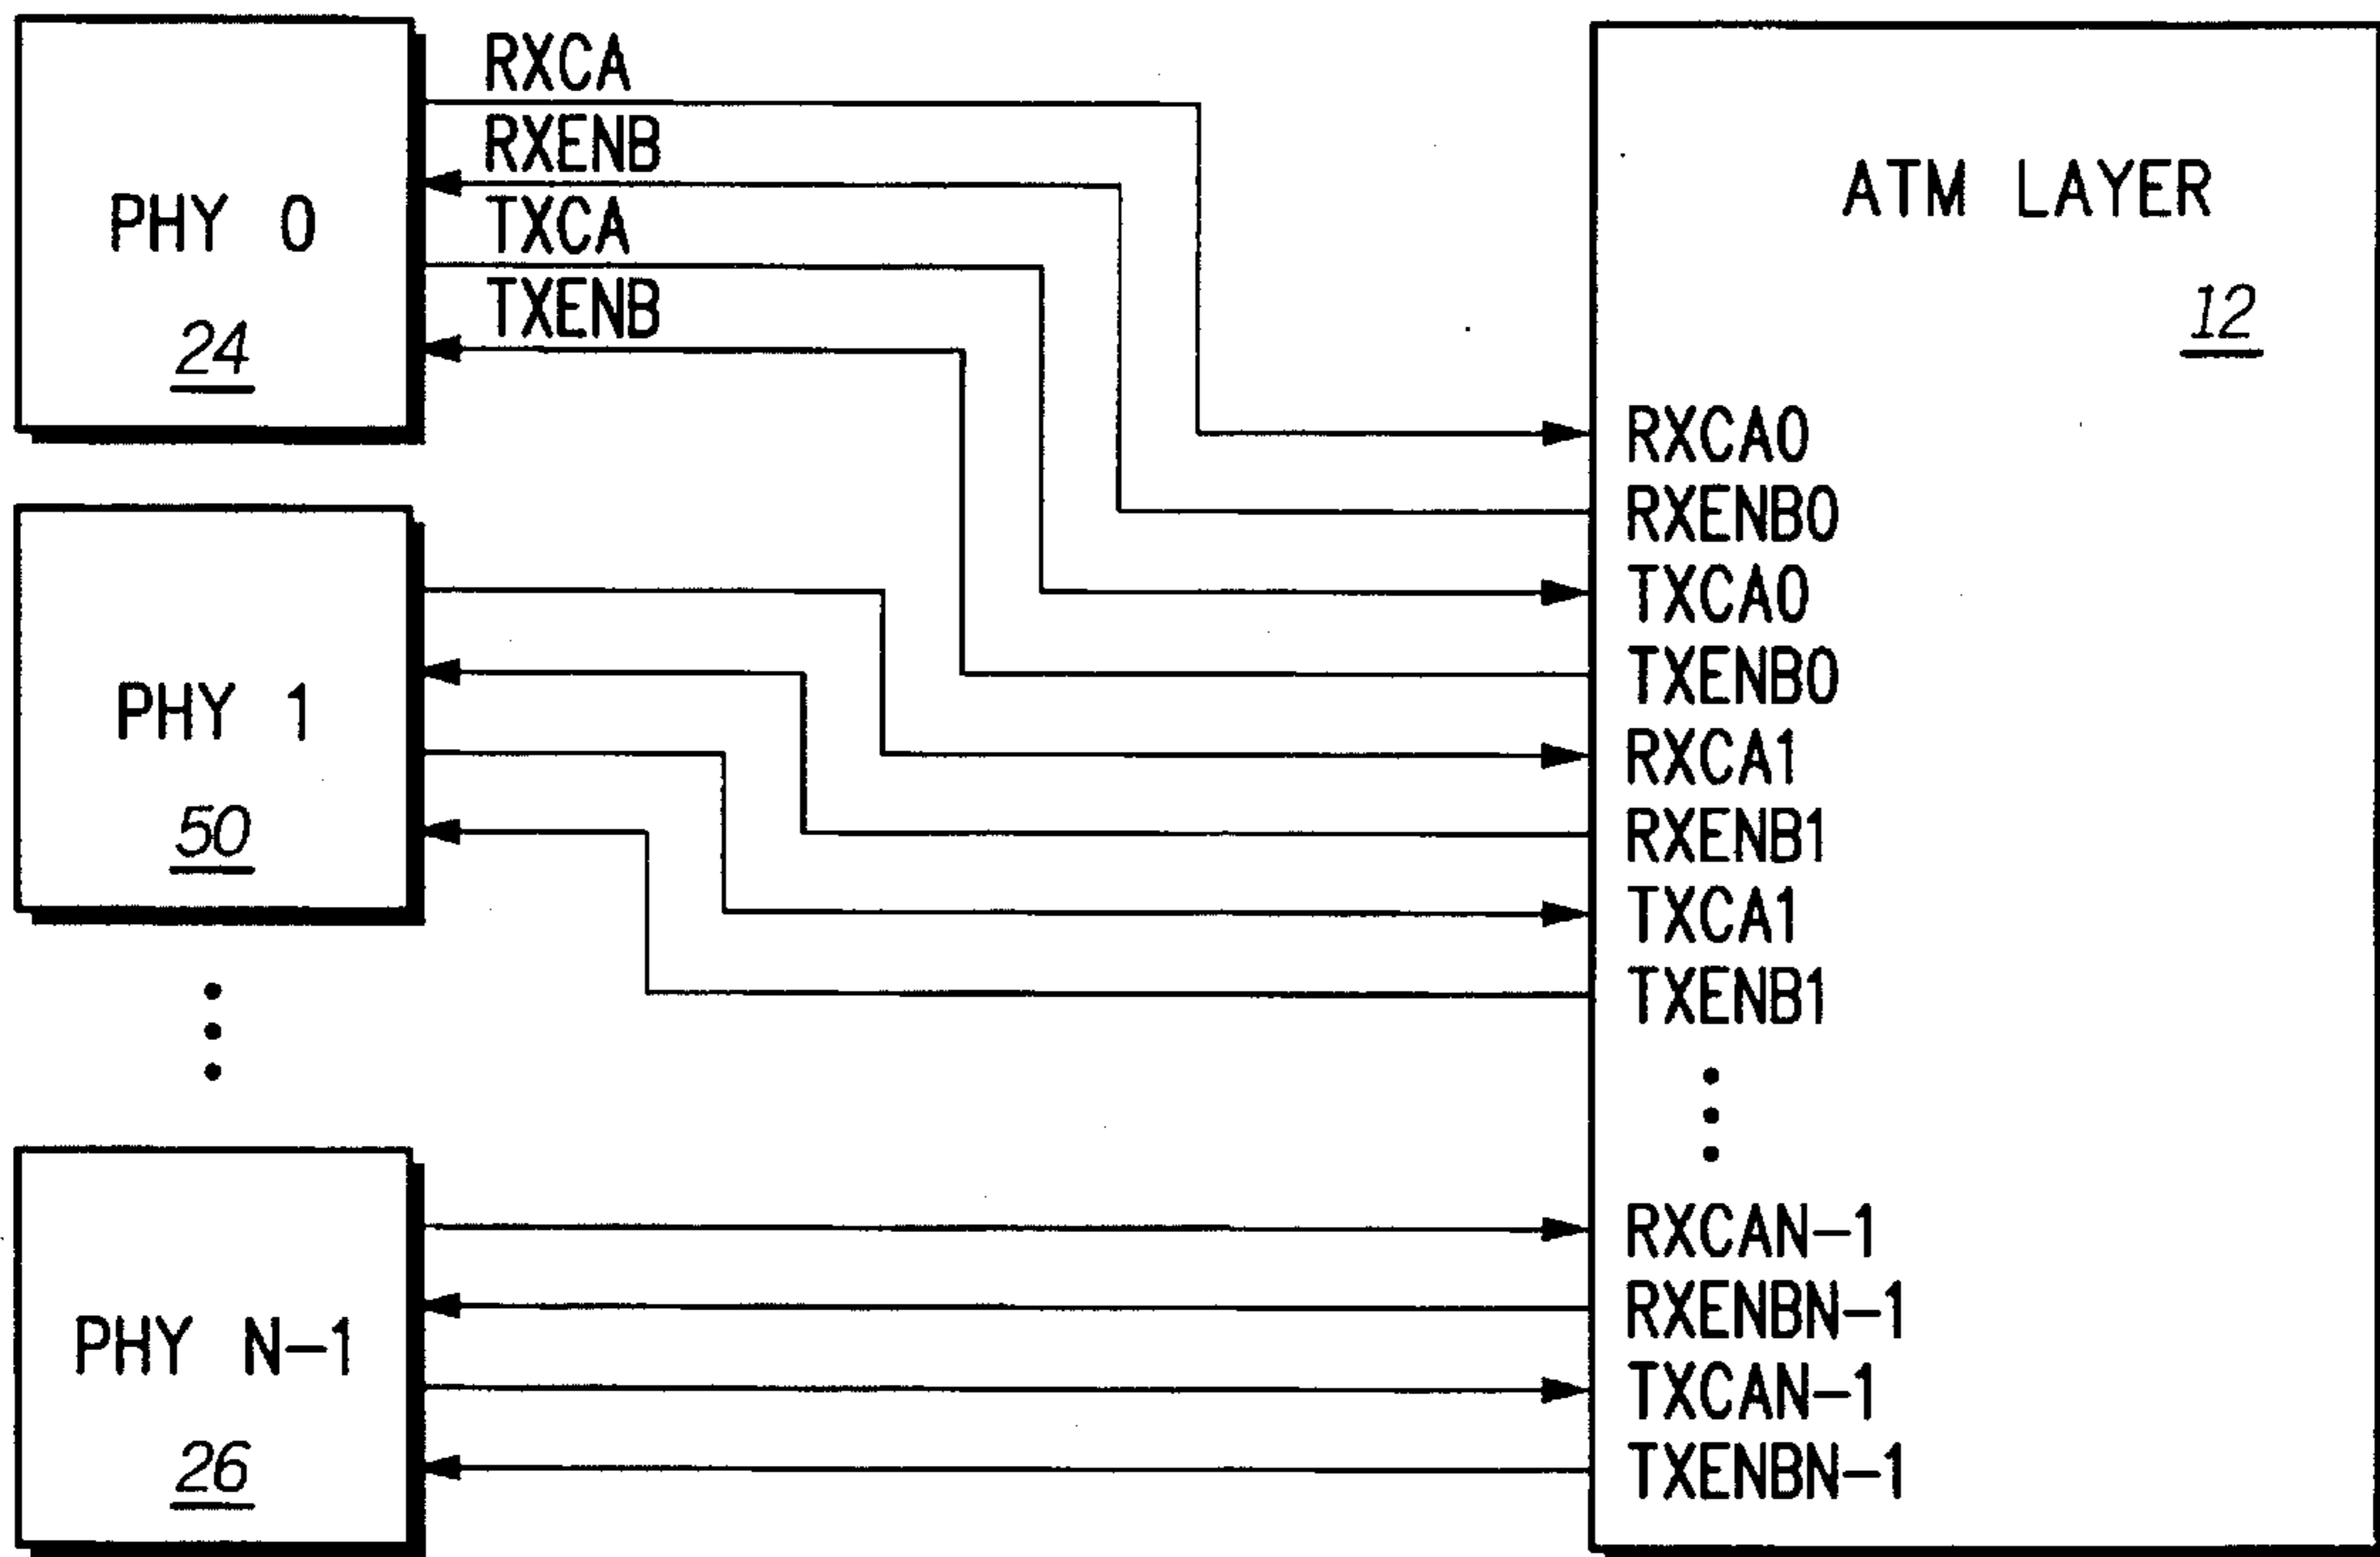 PHY 0
24
RXCA
RXENB
TXCA
TXENB
PHY 1
50
PHY N-1
26
ATM LAYER
12
RXCA0
RXENB0
TXCA0
TXENB0
RXCA1
RXENB1
TXCA1
TXENB1
RXCAN-1
RXENBN-1
TXCAN-1
TXENBN-1